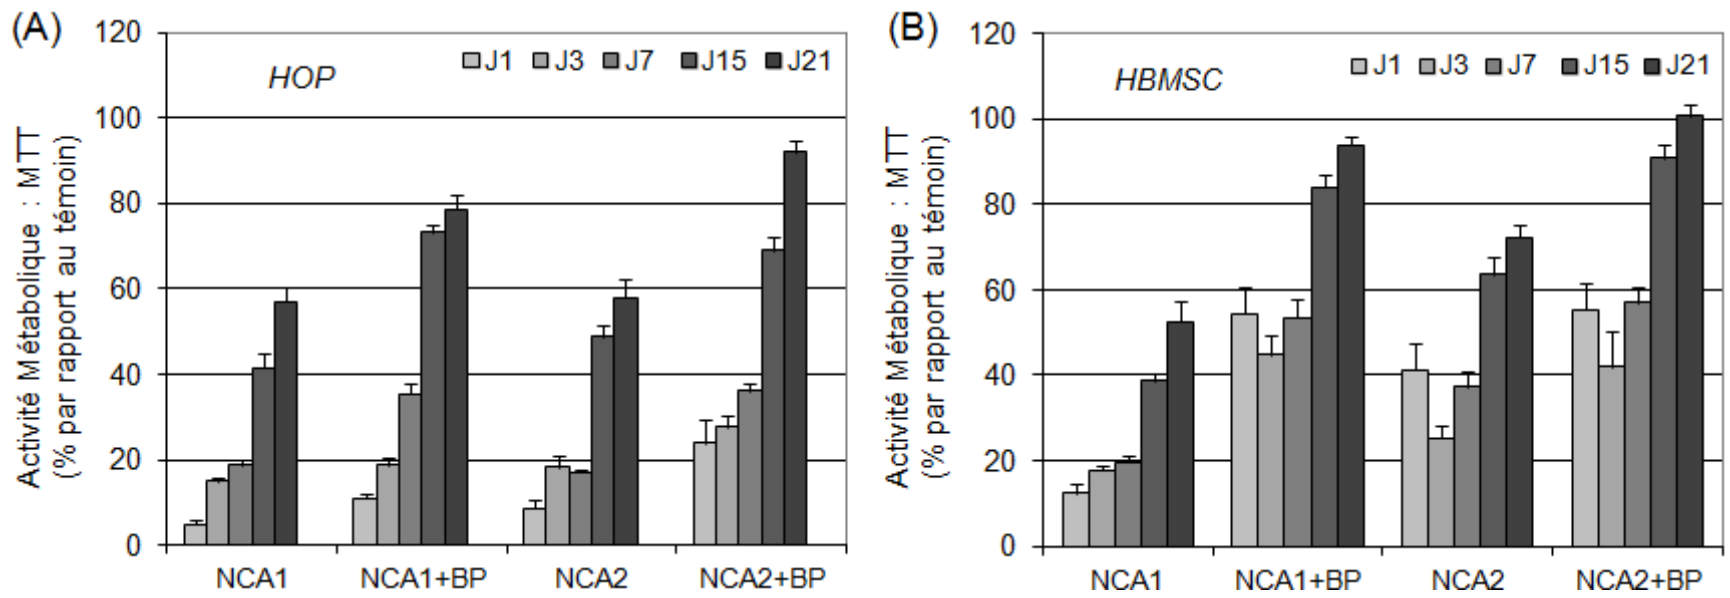 (A)
Activité Métabolique : MTT
(% par rapport au témoin)
120
100
80
60
40
20
0
HOP
J1 J3 J7 J15 J21
NCA1 NCA1+BP NCA2 NCA2+BP
(B)
Activité Métabolique : MTT
(% par rapport au témoin)
120
100
80
60
40
20
0
HBMSC
J1 J3 J7 J15 J21
NCA1 NCA1+BP NCA2 NCA2+BP